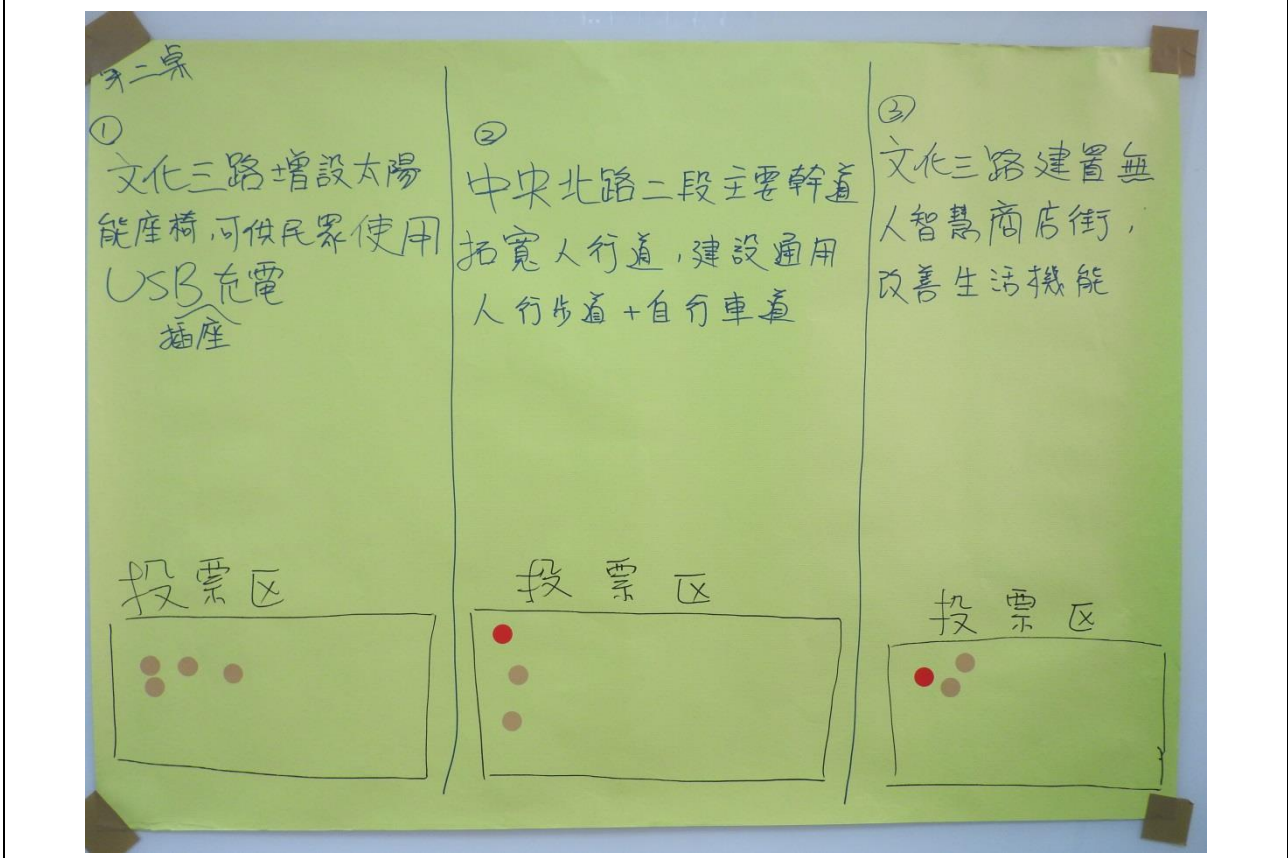 第二桌
①
文化三路增設太陽
能座椅,可供民眾使用
USB充電
插座
②
中央北路二段主要幹道
拓寬人行道,建設通用
人行步道+自行車道
③
文化三路建置無
人智慧商店街,
改善生活機能
投票区
投票区
投票区